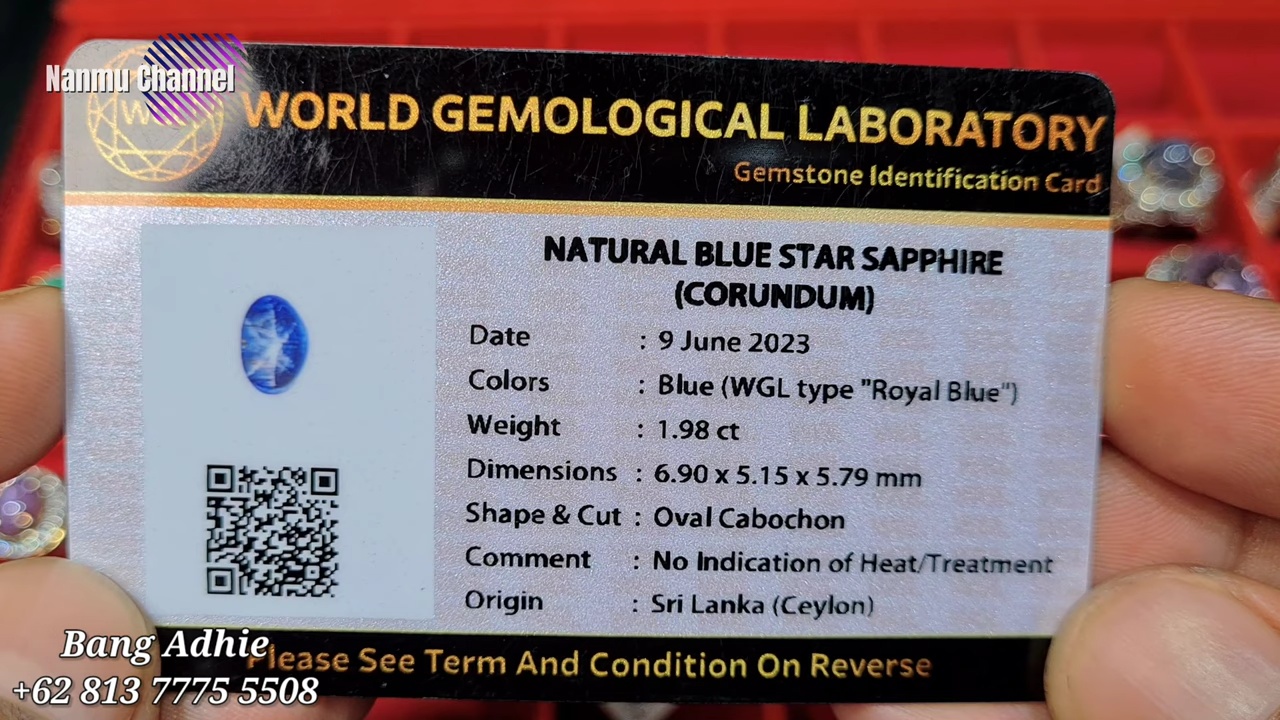 Nanmu Channel
WORLD GEMOLOGICAL LABORATORY
Gemstone Identification Card
NATURAL BLUE STAR SAPPHIRE
(CORUNDUM)
Date : 9 June 2023
Colors : Blue (WGL type "Royal Blue")
Weight : 1.98 ct
Dimensions : 6.90 x 5.15 x 5.79 mm
Shape & Cut : Oval Cabochon
Comment : No Indication of Heat/Treatment
Origin : Sri Lanka (Ceylon)
Please See Term And Condition On Reverse
Bang Adhie
+62 813 7775 5508